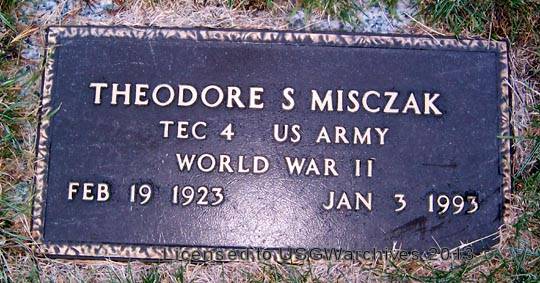 THEODORE S MISCZAK
TEC 4 US ARMY
WORLD WAR II
FEB 19 1923 JAN 3 1993
Licensed to USGWarchives 2013